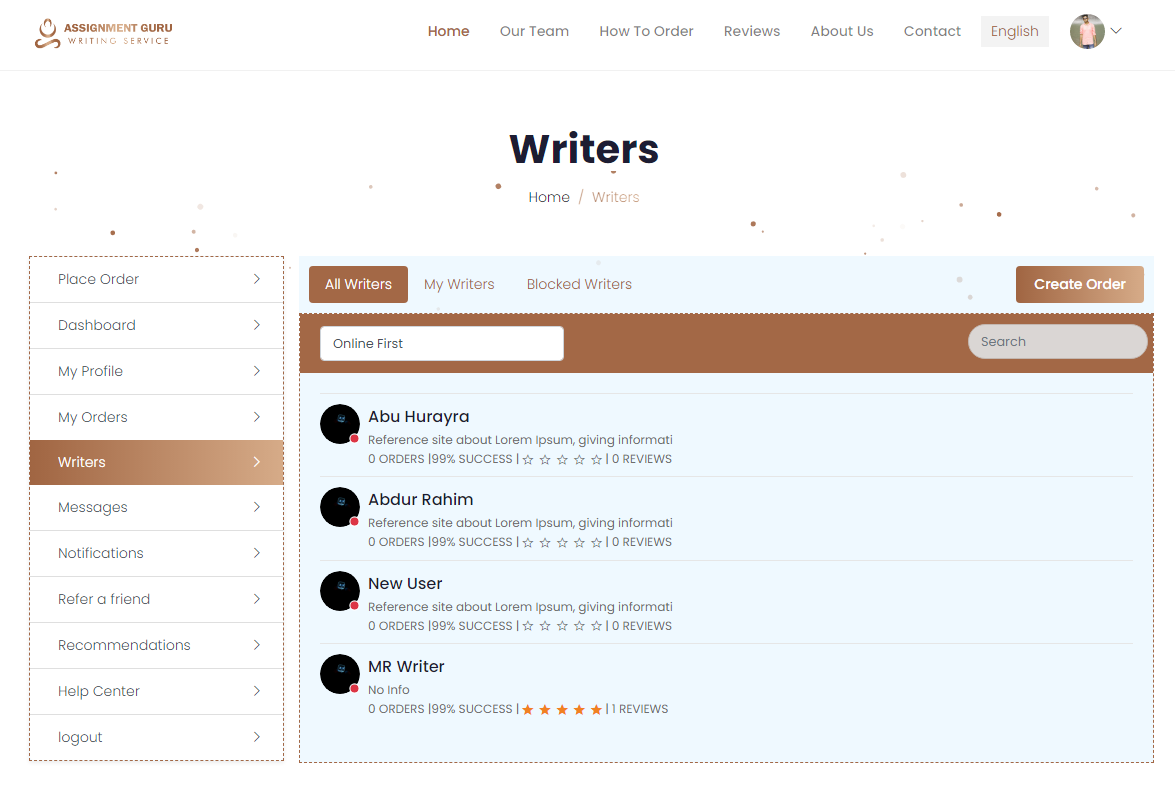 ASSIGNMENT GURU
WRITING SERVICE
Home Our Team How To Order Reviews About Us Contact English
Writers
Home / Writers
Place Order
Dashboard
My Profile
My Orders
Writers
Messages
Notifications
Refer a friend
Recommendations
Help Center
logout
All Writers My Writers Blocked Writers Create Order
Online First Search
Abu Hurayra
Reference site about Lorem Ipsum, giving informati
0 ORDERS |99% SUCCESS | ☆ ☆ ☆ ☆ ☆ | 0 REVIEWS
Abdur Rahim
Reference site about Lorem Ipsum, giving informati
0 ORDERS |99% SUCCESS | ☆ ☆ ☆ ☆ ☆ | 0 REVIEWS
New User
Reference site about Lorem Ipsum, giving informati
0 ORDERS |99% SUCCESS | ☆ ☆ ☆ ☆ ☆ | 0 REVIEWS
MR Writer
No Info
0 ORDERS |99% SUCCESS | ★ ★ ★ ★ ★ | 1 REVIEWS